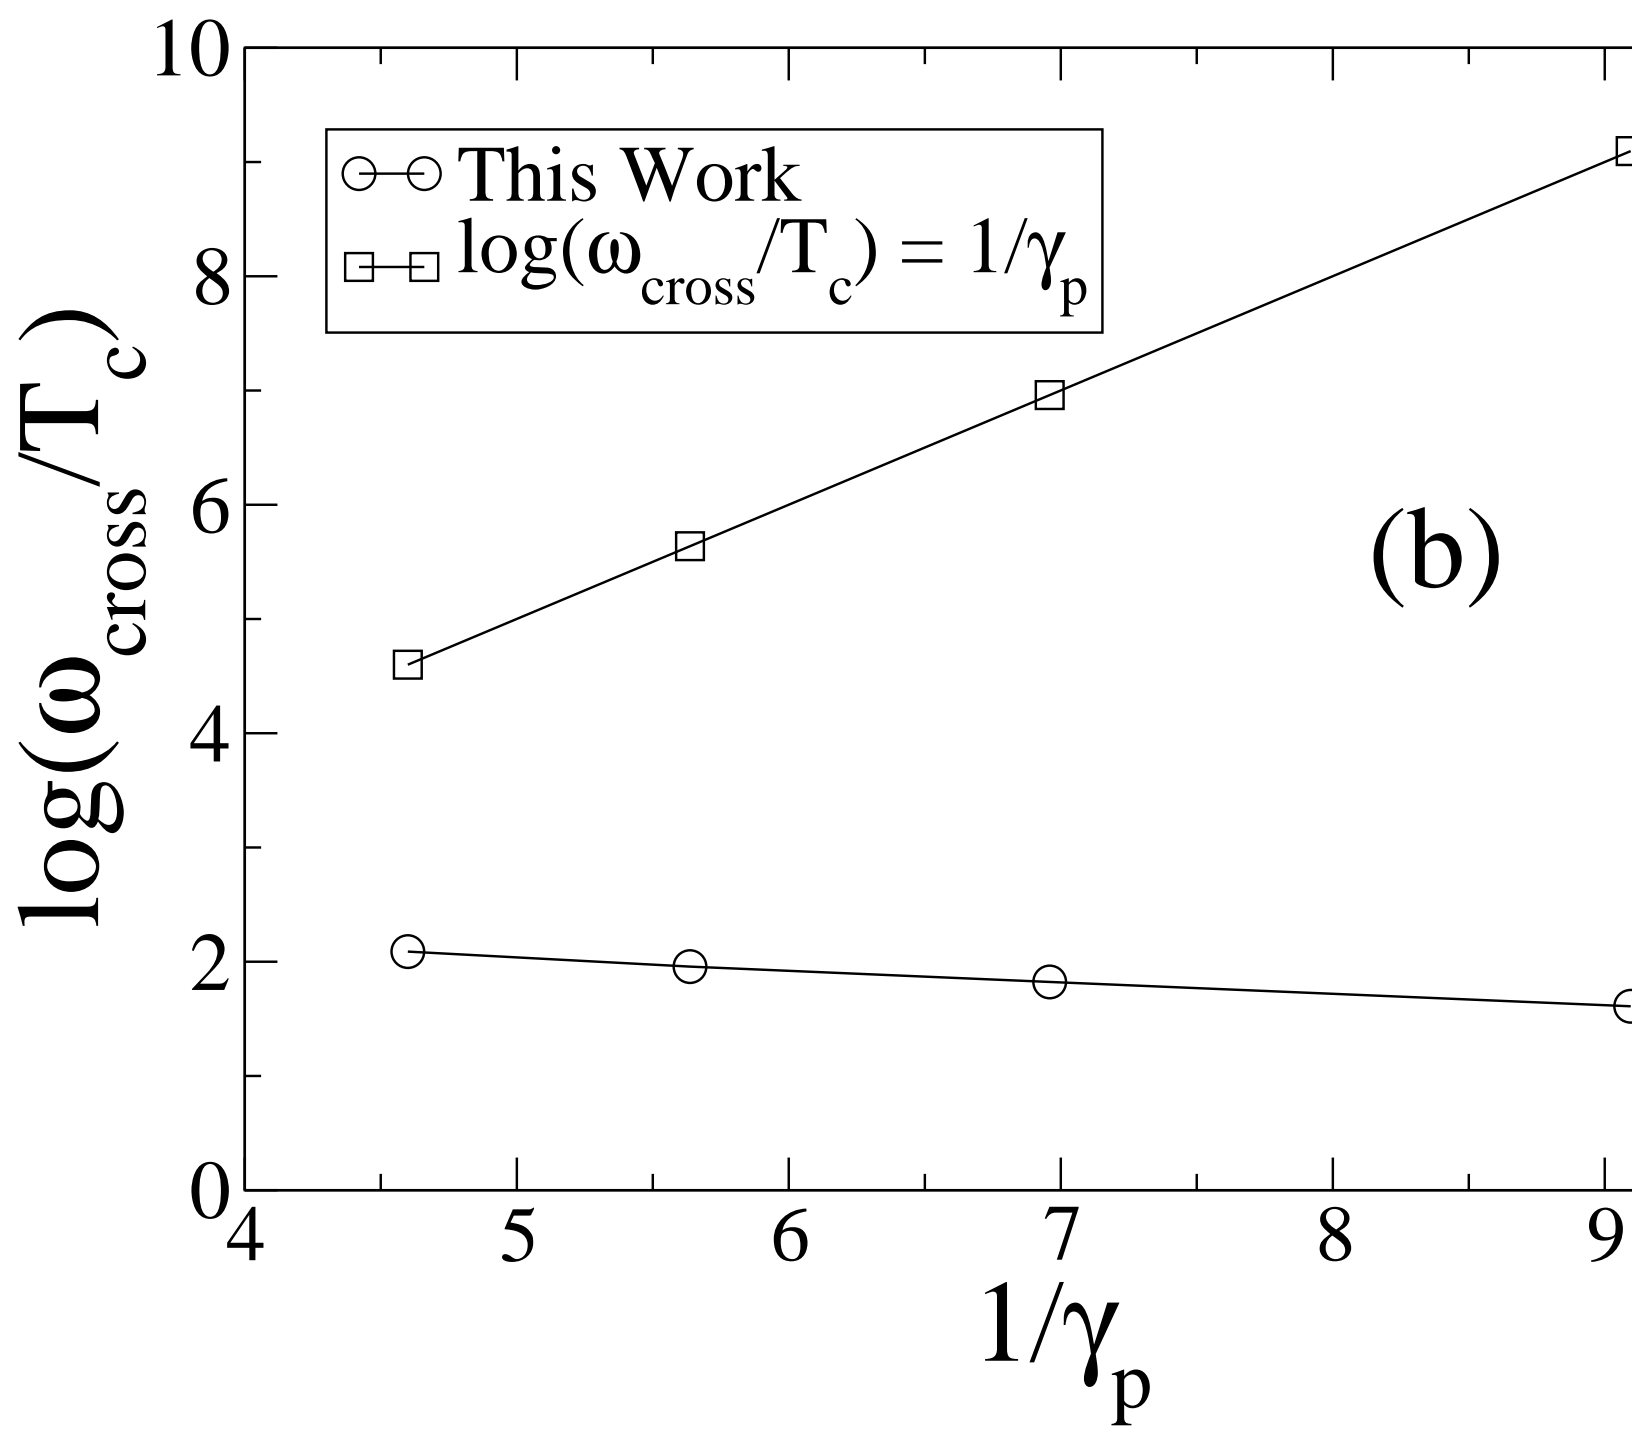 10
8
6
4
2
0
log(ω_cross/T_c)
This Work
log(ω_cross/T_c) = 1/γ_p
(b)
4 5 6 7 8 9
1/γ_p